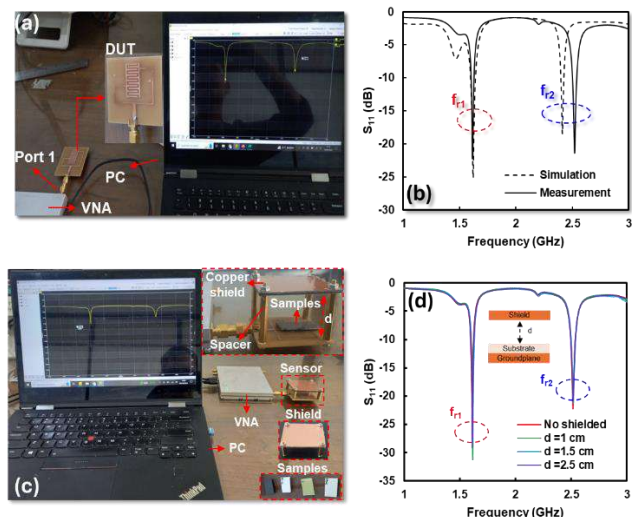 (a)
DUT
Port 1
PC
VNA
0
-5
-10
-15
-20
-25
-30
S11 (dB)
fr1
fr2
Simulation
Measurement
(b)
1
1.5
2
2.5
3
Frequency (GHz)
Copper
shield
Samples
d
Spacer
Sensor
VNA
Shield
PC
Samples
ThinkPad
(c)
0
-5
-10
-15
-20
-25
-30
-35
S11 (dB)
(d)
Shield
d
Substrate
Groundplane
fr2
fr1
No shielded
d =1 cm
d =1.5 cm
d =2.5 cm
1
1.5
2
2.5
3
Frequency (GHz)